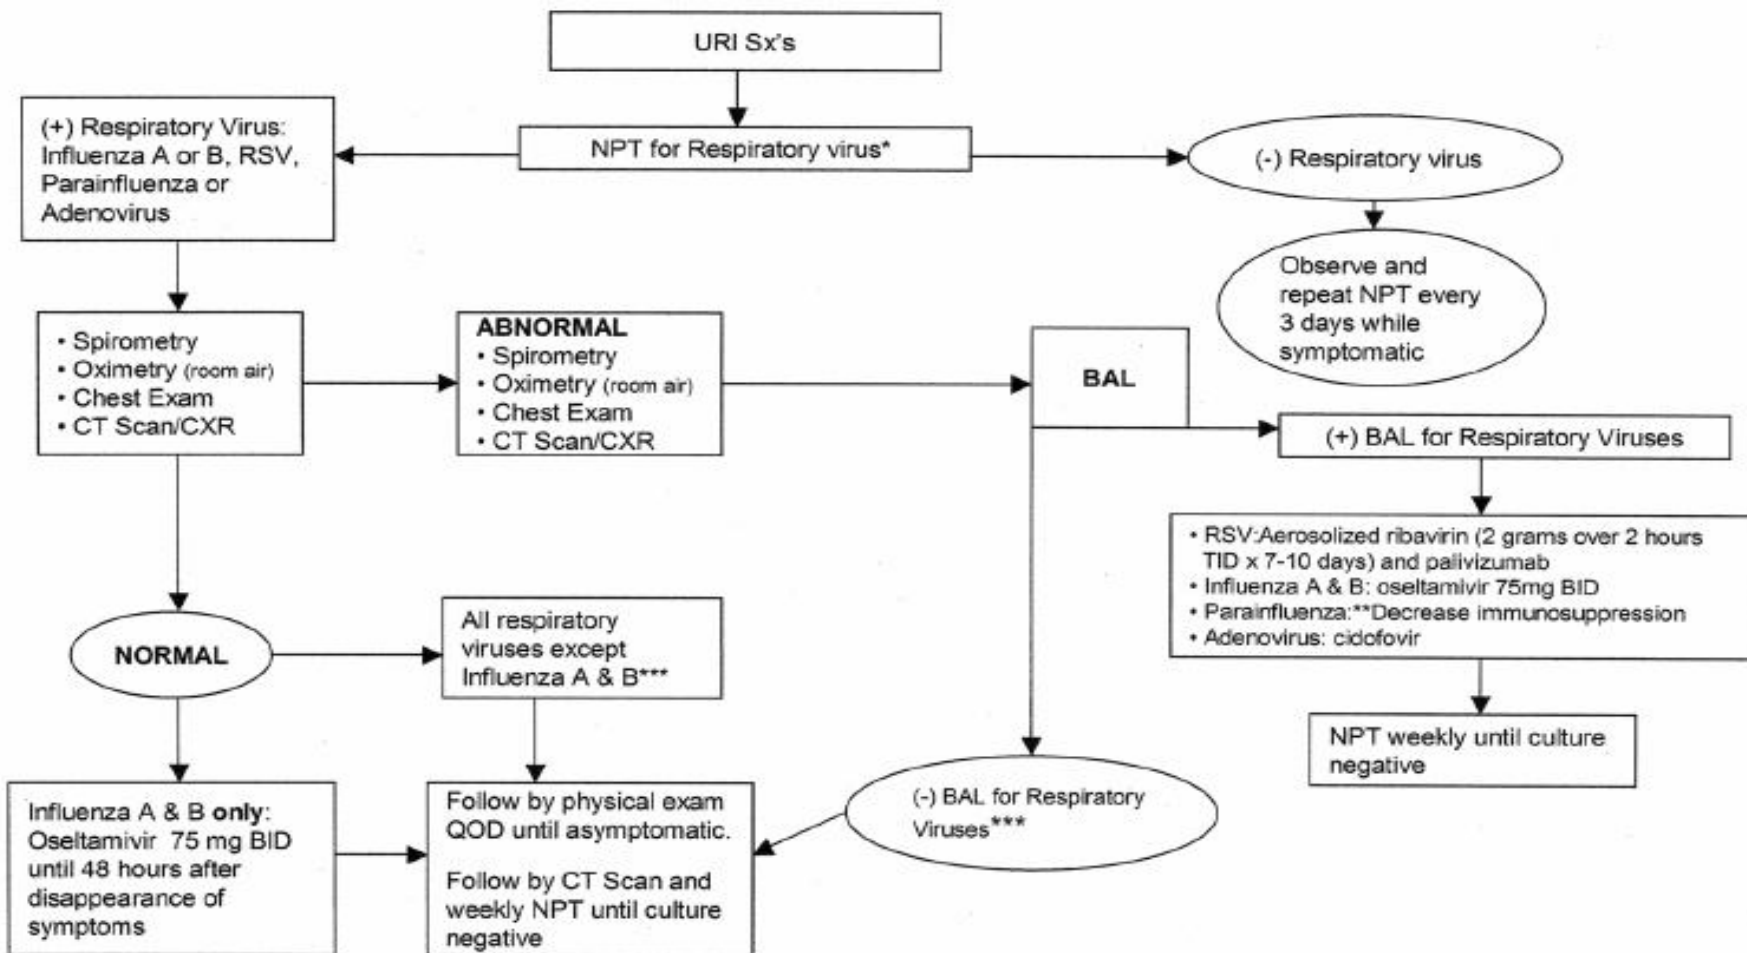 URI Sx's
NPT for Respiratory virus*
(+) Respiratory Virus:
Influenza A or B, RSV,
Parainfluenza or
Adenovirus
(-) Respiratory virus
Observe and
repeat NPT every
3 days while
symptomatic
• Spirometry
• Oximetry (room air)
• Chest Exam
• CT Scan/CXR
ABNORMAL
• Spirometry
• Oximetry (room air)
• Chest Exam
• CT Scan/CXR
BAL
(+) BAL for Respiratory Viruses
• RSV:Aerosolized ribavirin (2 grams over 2 hours
TID x 7-10 days) and palivizumab
• Influenza A & B: oseltamivir 75mg BID
• Parainfluenza:**Decrease immunosuppression
• Adenovirus: cidofovir
NPT weekly until culture
negative
NORMAL
All respiratory
viruses except
Influenza A & B***
Influenza A & B only:
Oseltamivir 75 mg BID
until 48 hours after
disappearance of
symptoms
Follow by physical exam
QOD until asymptomatic.
Follow by CT Scan and
weekly NPT until culture
negative
(-) BAL for Respiratory
Viruses***